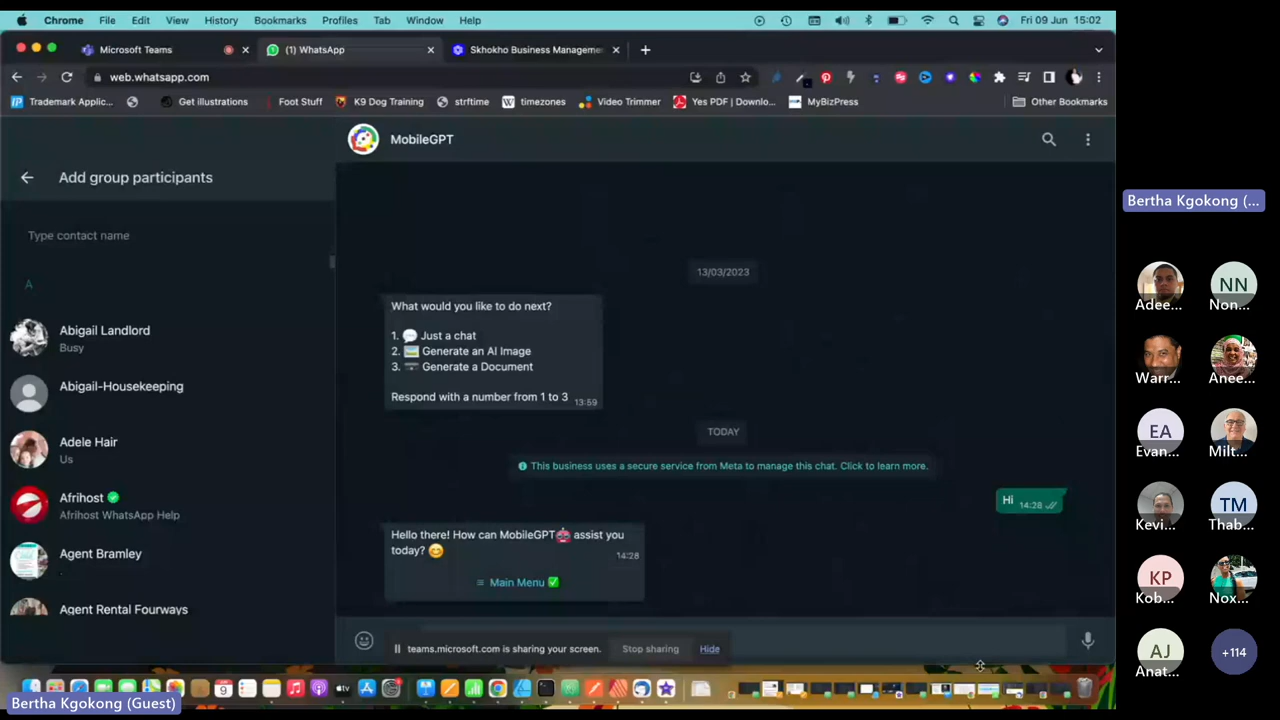 Chrome File Edit View History Bookmarks Profiles Tab Window Help Fri 09 Jun 15:02
Microsoft Teams (1) WhatsApp Skhokho Business Manageme
web.whatsapp.com
Trademark Applic... Get illustrations Foot Stuff K9 Dog Training strftime timezones Video Trimmer Yes PDF | Downlo... MyBizPress Other Bookmarks
Add group participants
Type contact name
A
Abigail Landlord
Busy
Abigail-Housekeeping
Adele Hair
Us
Afrihost
Afrihost WhatsApp Help
Agent Bramley
.
Agent Rental Fourways
MobileGPT
13/03/2023
What would you like to do next?
1. 💬 Just a chat
2. 🖼️ Generate an AI Image
3. Generate a Document
Respond with a number from 1 to 3 13:59
TODAY
This business uses a secure service from Meta to manage this chat. Click to learn more.
Hi 14:28
Hello there! How can MobileGPT🤖 assist you
today? 😊
14:28
Main Menu ✅
teams.microsoft.com is sharing your screen. Stop sharing Hide
Bertha Kgokong (Guest)
Bertha Kgokong (...
Adee... NN Non...
Warr... Anee...
EA Evan... Milt...
Kevi... TM Thab...
KP Kob... Nox...
AJ Anat... +114